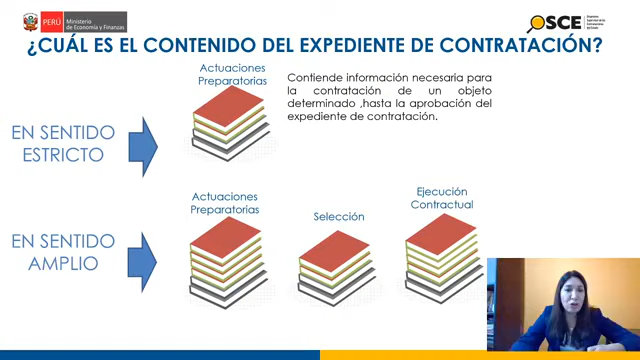 PERÚ
Ministerio
de Economía y Finanzas
OSCE
¿CUÁL ES EL CONTENIDO DEL EXPEDIENTE DE CONTRATACIÓN?
Actuaciones
Preparatorias
Contiende información necesaria para
la contratación de un objeto
determinado ,hasta la aprobación del
expediente de contratación.
EN SENTIDO
ESTRICTO
Actuaciones
Preparatorias
Selección
Ejecución
Contractual
EN SENTIDO
AMPLIO